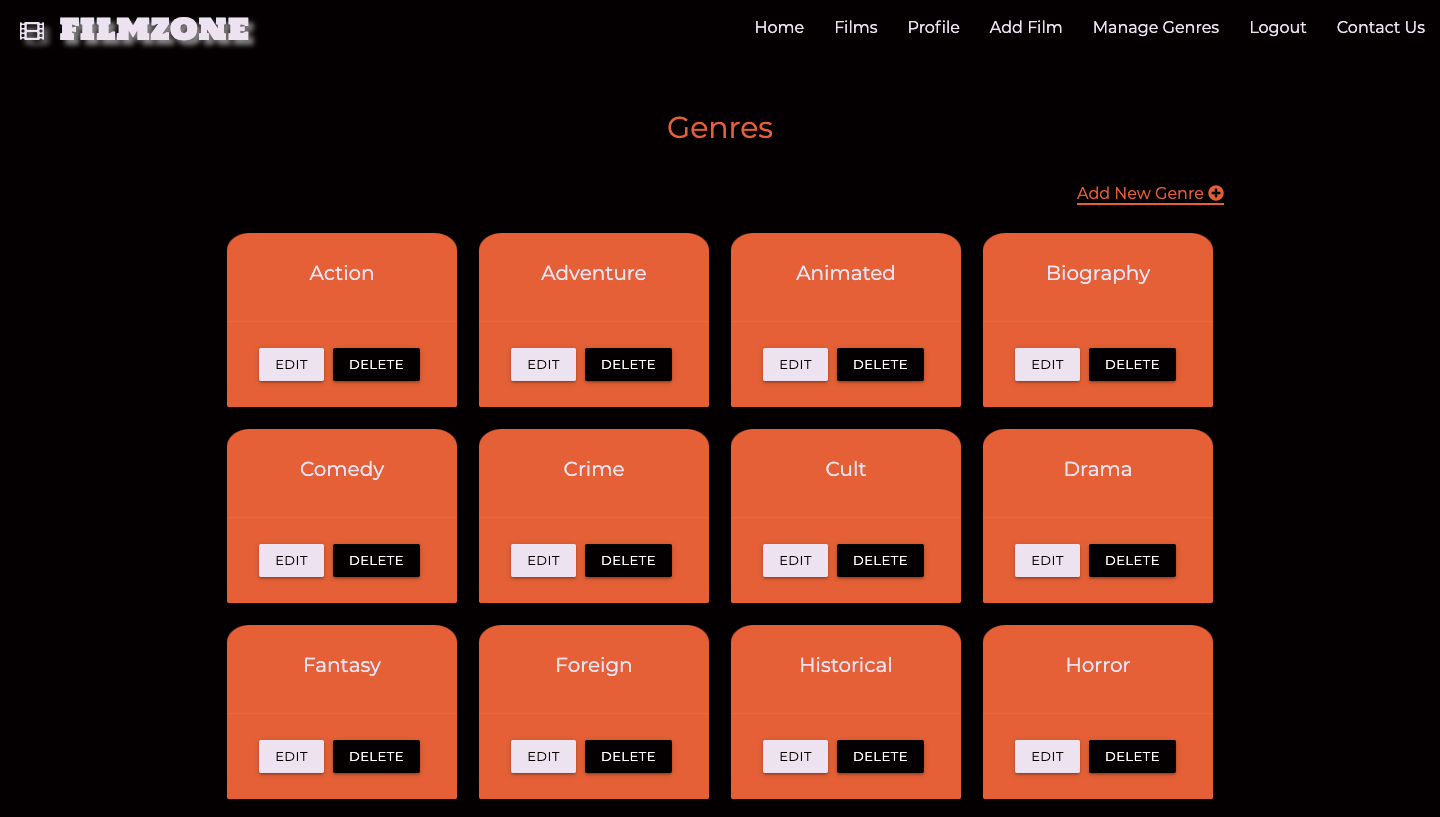 FILMZONE Home Films Profile Add Film Manage Genres Logout Contact Us
Genres
Add New Genre
Action Adventure Animated Biography
EDIT DELETE EDIT DELETE EDIT DELETE EDIT DELETE
Comedy Crime Cult Drama
EDIT DELETE EDIT DELETE EDIT DELETE EDIT DELETE
Fantasy Foreign Historical Horror
EDIT DELETE EDIT DELETE EDIT DELETE EDIT DELETE